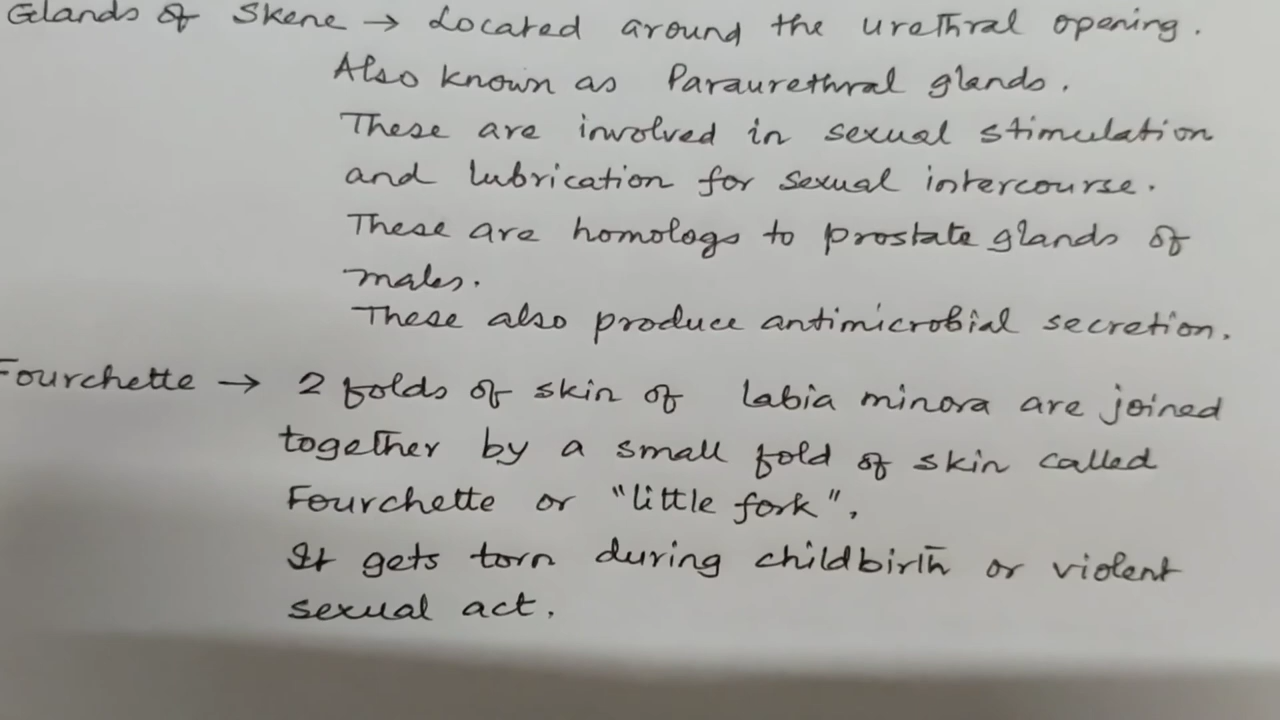 Glands of Skene → Located around the urethral opening.
Also known as Paraurethral glands.
These are involved in sexual stimulation
and lubrication for sexual intercourse.
These are homologs to prostate glands of
males.
These also produce antimicrobial secretion.
Fourchette → 2 folds of skin of labia minora are joined
together by a small fold of skin called
Fourchette or "little fork".
It gets torn during childbirth or violent
sexual act.